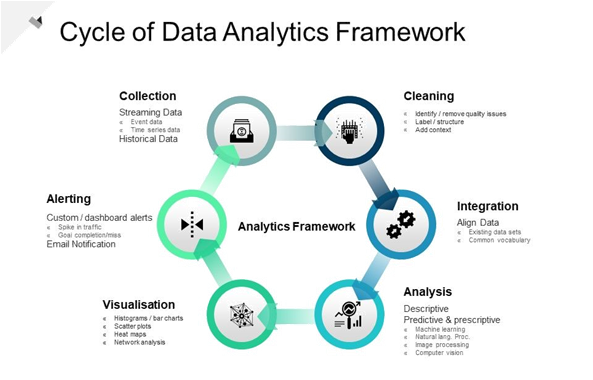 Cycle of Data Analytics Framework
Collection
Streaming Data
Event data
Time series data
Historical Data
Cleaning
Identify / remove quality issues
Label / structure
Add context
Alerting
Custom / dashboard alerts
Spike in traffic
Goal completion/miss
Email Notification
Analytics Framework
Integration
Align Data
Existing data sets
Common vocabulary
Visualisation
Histograms / bar charts
Scatter plots
Heat maps
Network analysis
Analysis
Descriptive
Predictive & prescriptive
Machine learning
Natural lang. Proc.
Image processing
Computer vision